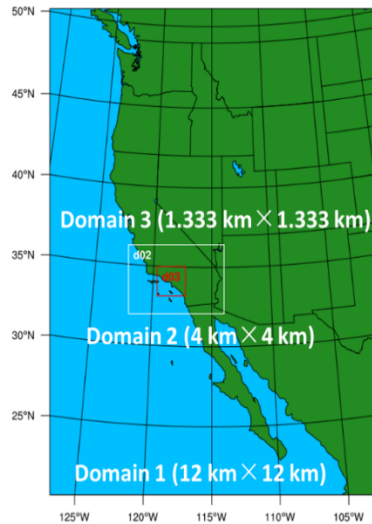 50°N
45°N
40°N
Domain 3 (1.333 km×1.333 km)
35°N
d02
d03
30°N
Domain 2 (4 km×4 km)
25°N
Domain 1 (12 km×12 km)
125°W
120°W
115°W
110°W
105°W